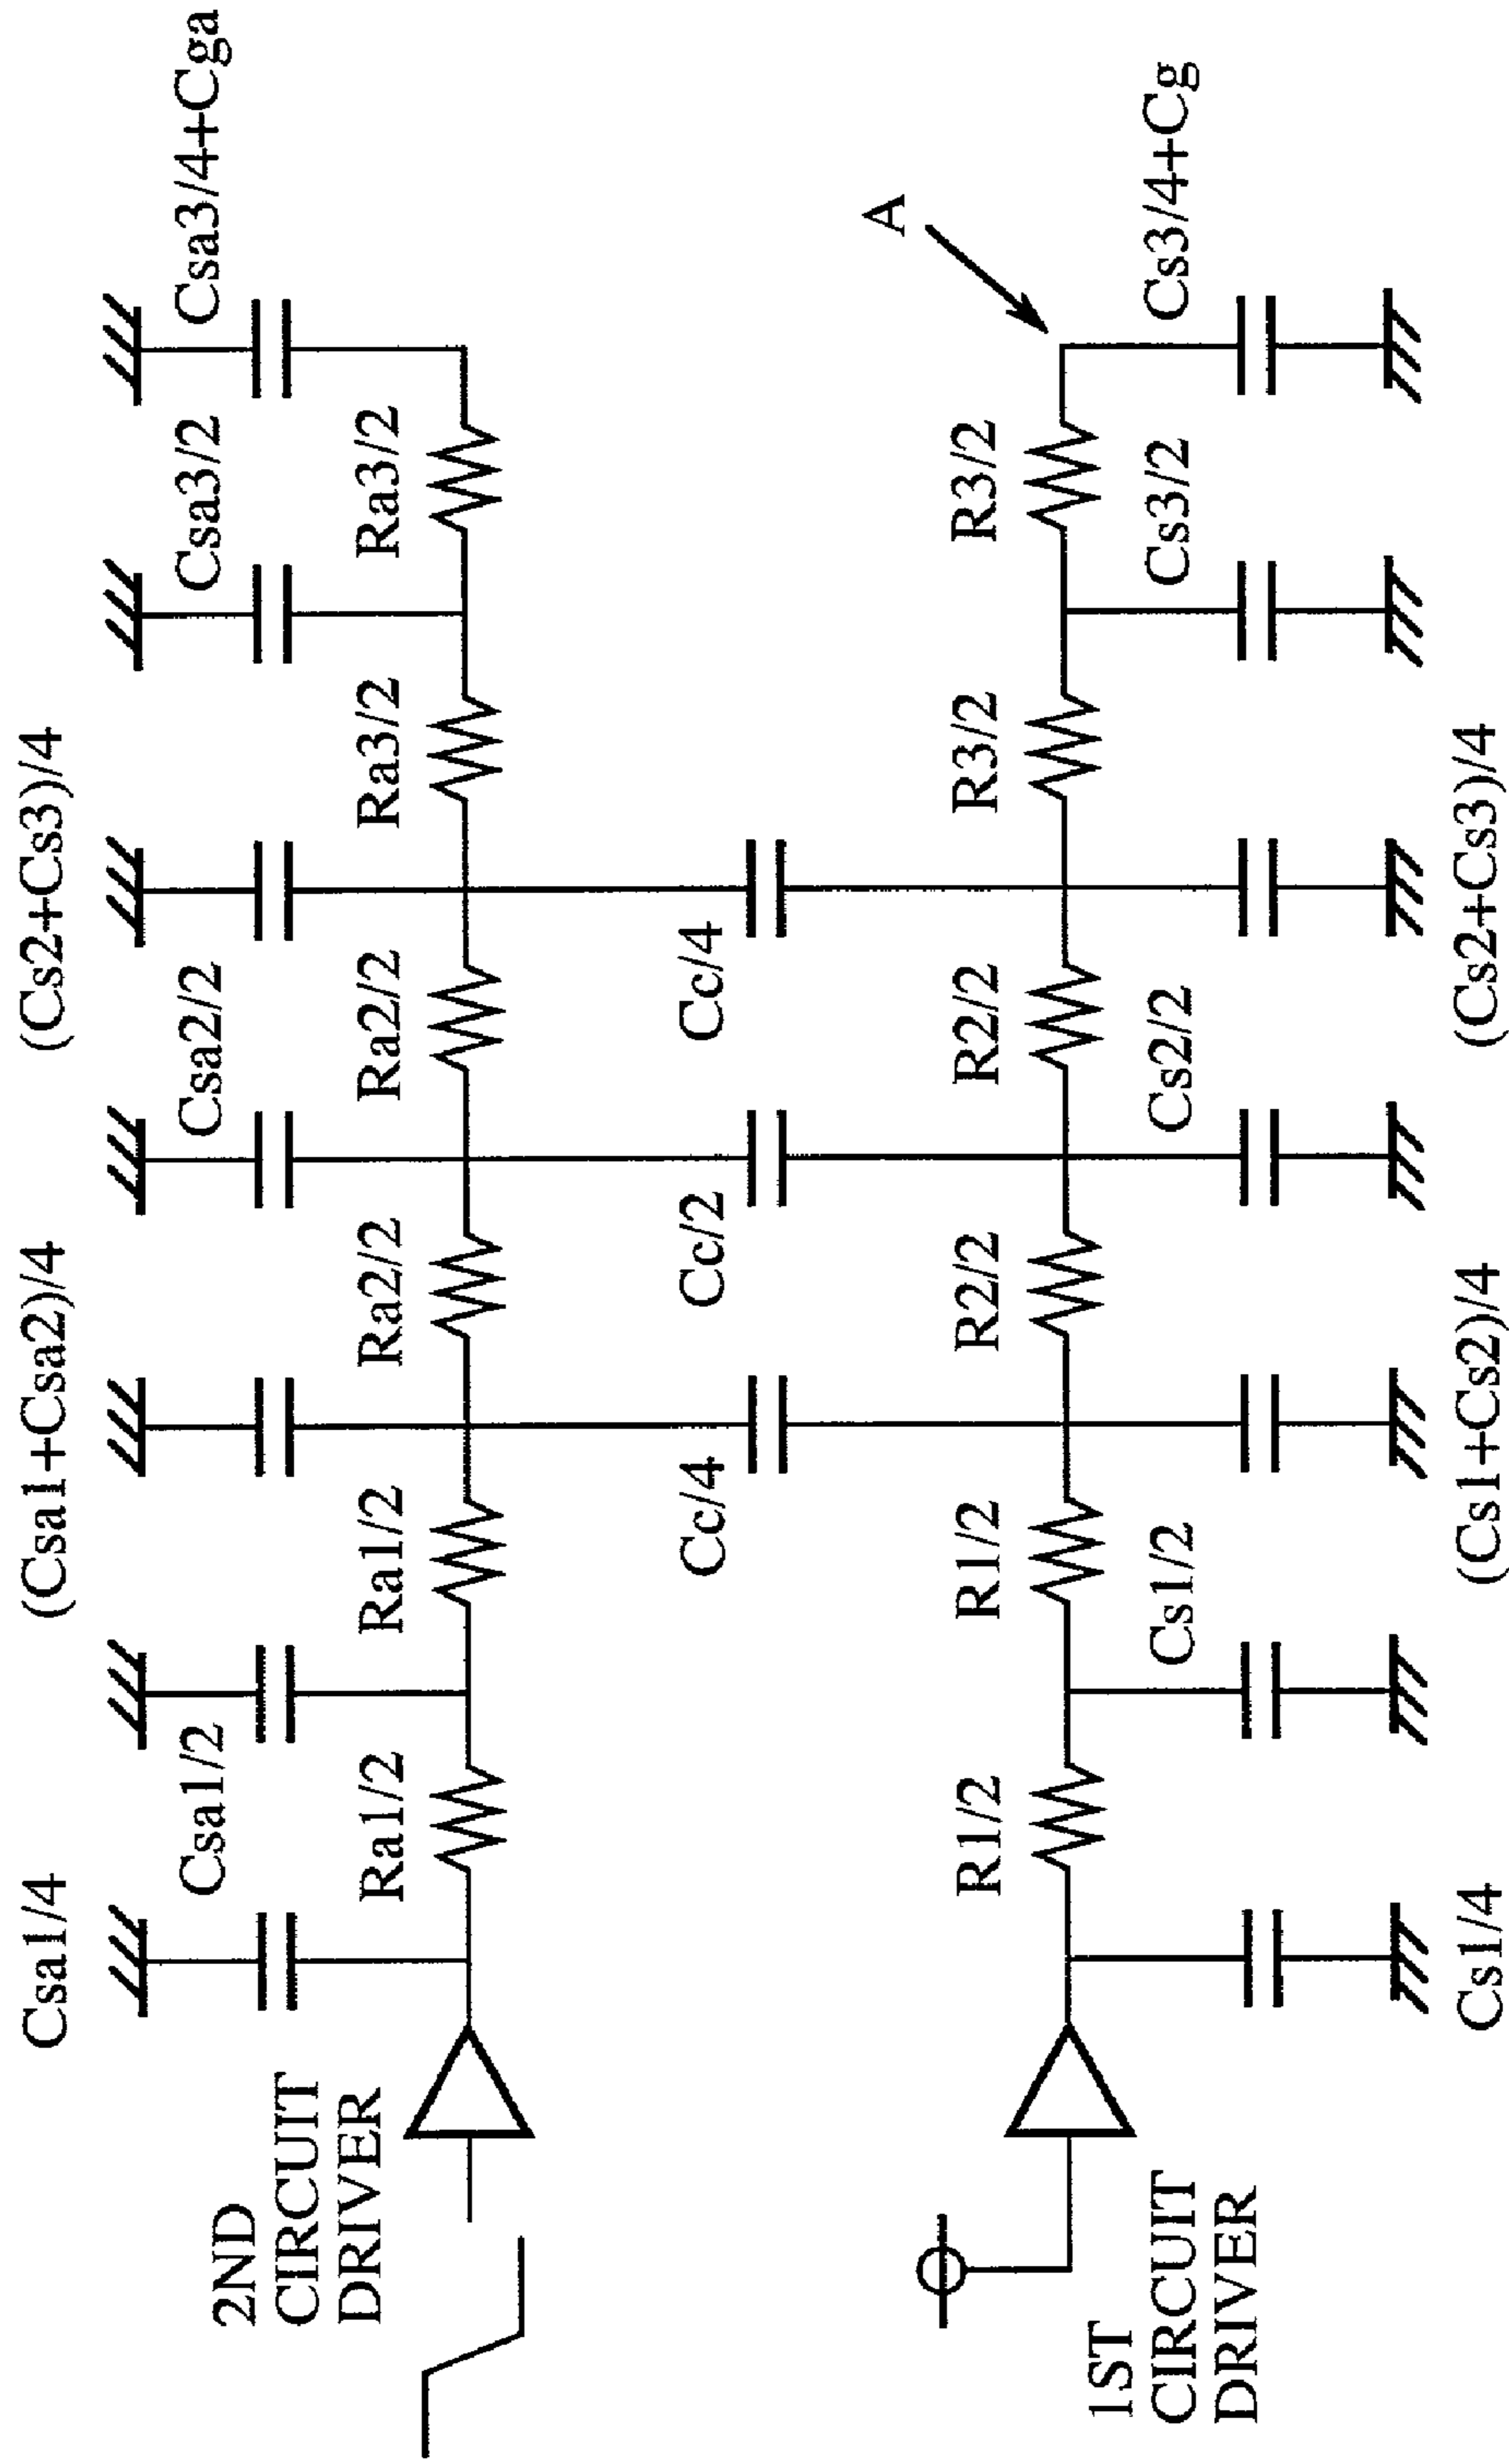 Csa1/4
(Csa1+Csa2)/4
(Cs2+Cs3)/4
Csa1/2
Csa2/2
Csa3/2
Csa3/4+Cga
2ND
CIRCUIT
DRIVER
Ra1/2
Ra1/2
Ra2/2
Ra2/2
Ra3/2
Ra3/2
Cc/4
Cc/2
Cc/4
A
R1/2
R1/2
R2/2
R2/2
R3/2
R3/2
1ST
CIRCUIT
DRIVER
Cs1/2
Cs2/2
Cs3/2
Cs3/4+Cg
Cs1/4
(Cs1+Cs2)/4
(Cs2+Cs3)/4